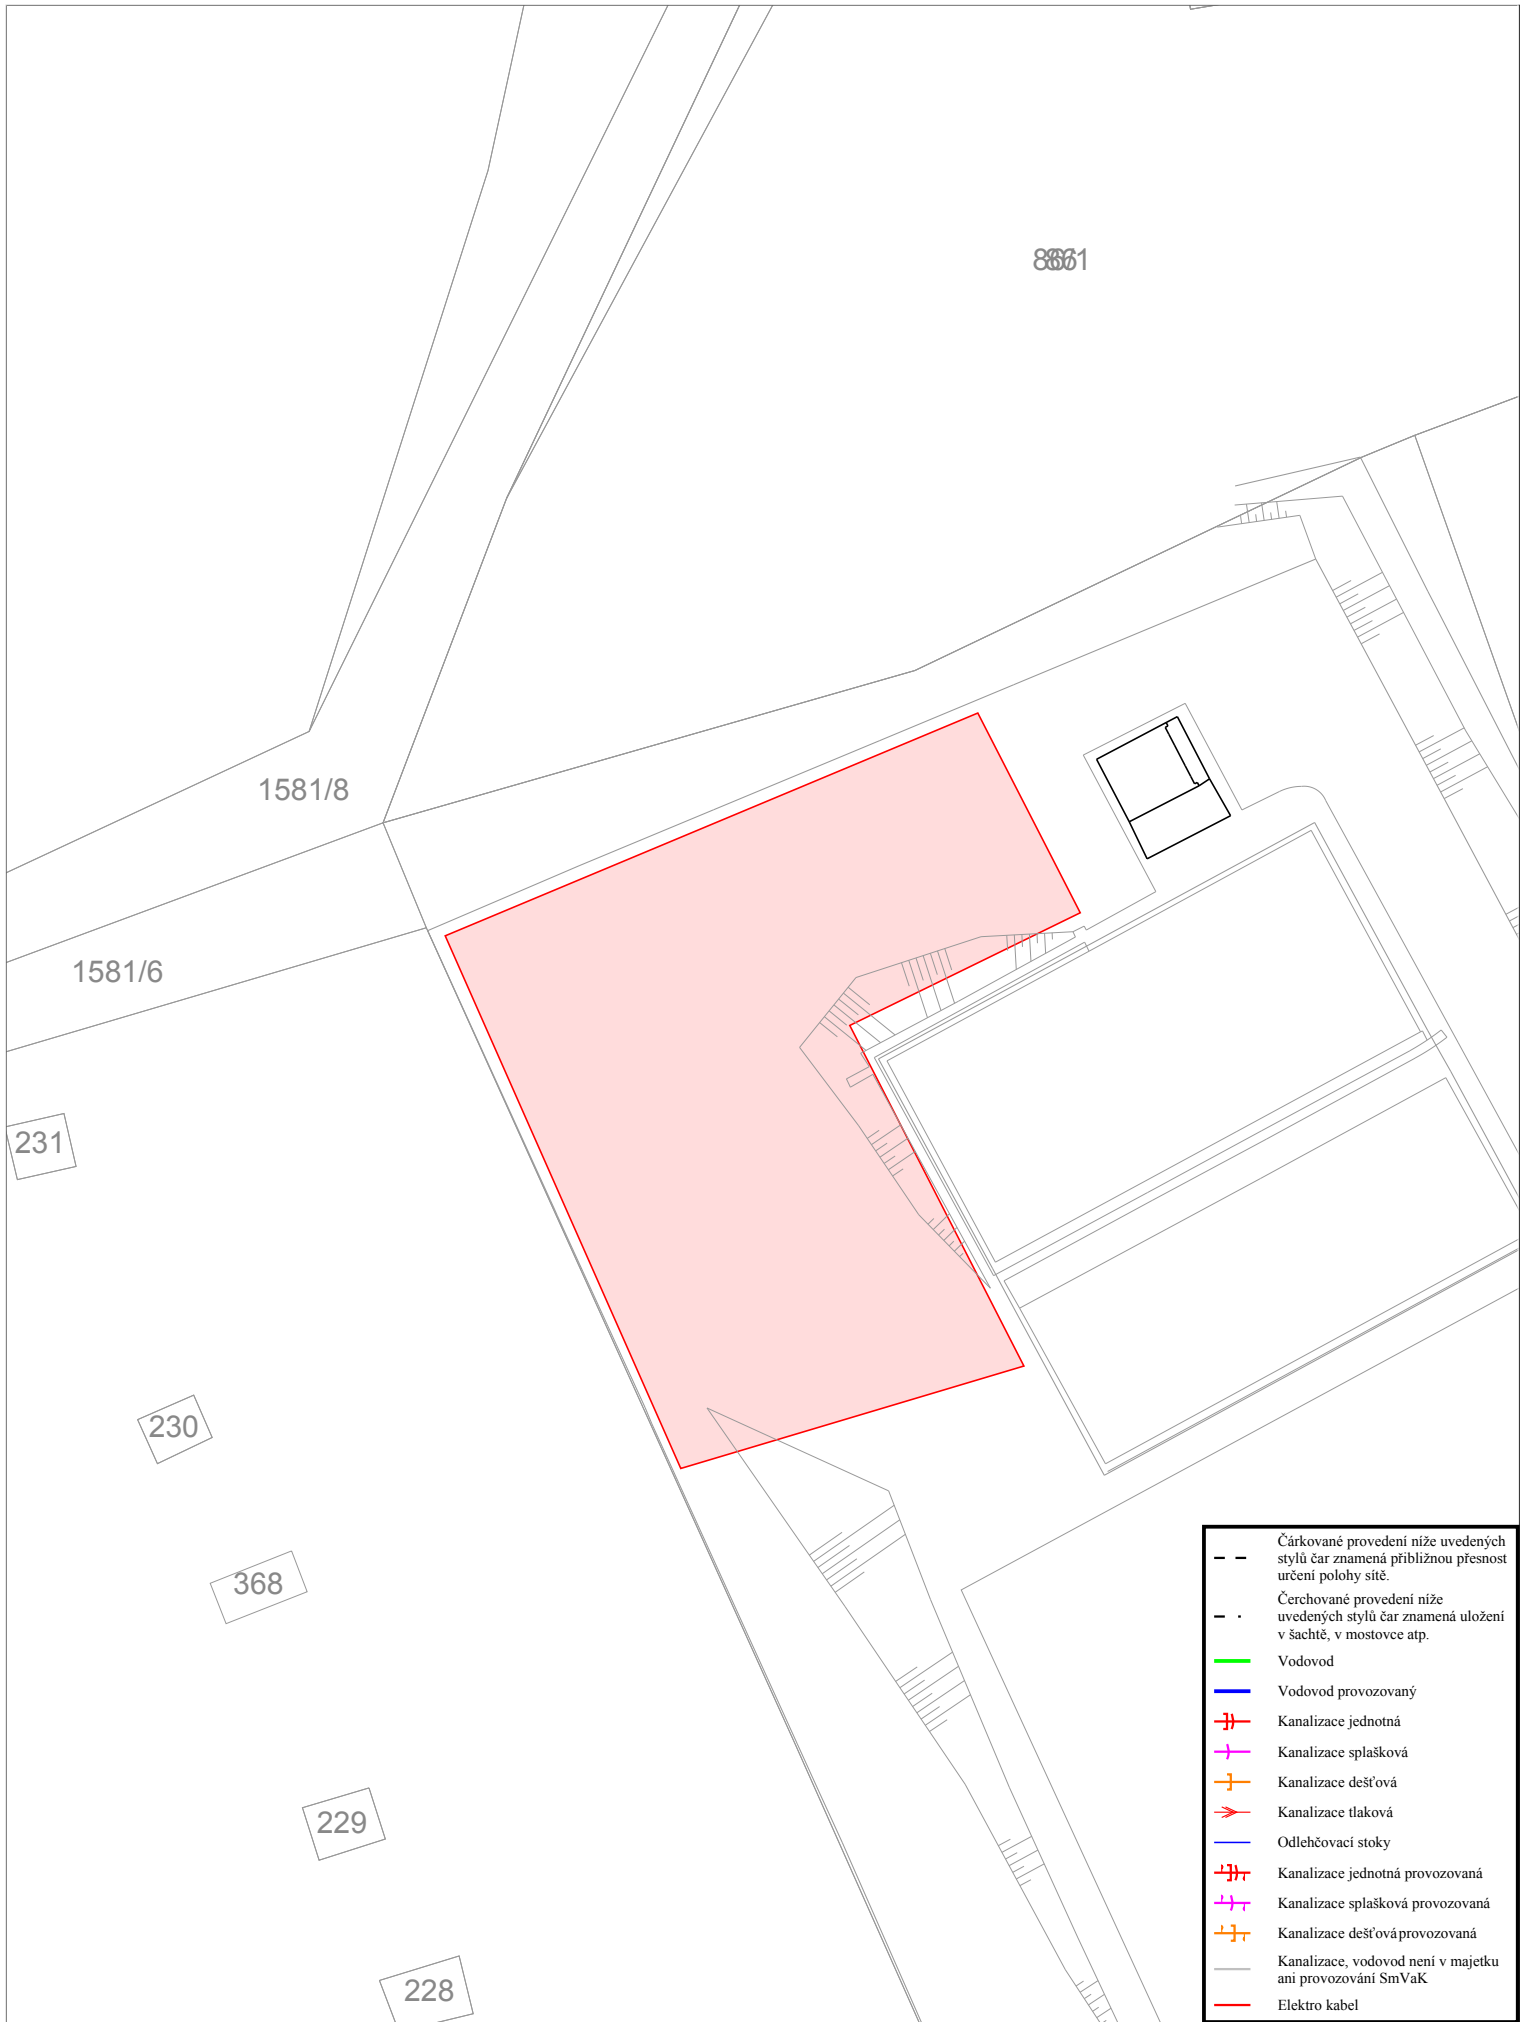 1581/8
1581/6
231
230
368
229
228
Čárkované provedení níže uvedených
stylů čar znamená přibližnou přesnost
určení polohy sítě.
Čerchované provedení níže
uvedených stylů čar znamená uložení
v šachtě, v mostovce atp.
Vodovod
Vodovod provozovaný
Kanalizace jednotná
Kanalizace splašková
Kanalizace dešťová
Kanalizace tlaková
Odlehčovací stoky
Kanalizace jednotná provozovaná
Kanalizace splašková provozovaná
Kanalizace dešťová provozovaná
Kanalizace, vodovod není v majetku
ani provozování SmVaK
Elektro kabel